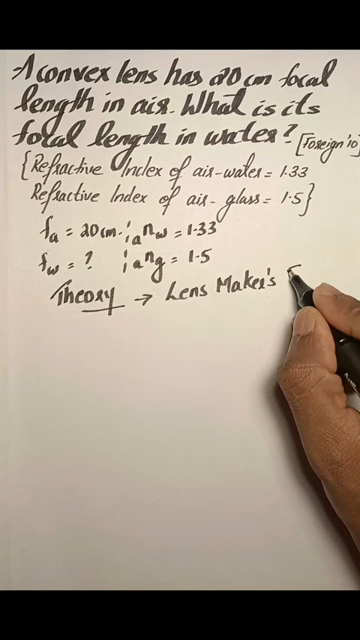 A convex lens has 20 cm focal
length in air. What is its
focal length in water? [Foreign'10]
{Refractive Index of air-water = 1.33
Refractive Index of air-glass = 1.5}
fa = 20cm ; anw = 1.33
fw = ? ; ang = 1.5
Theory → Lens Maker's